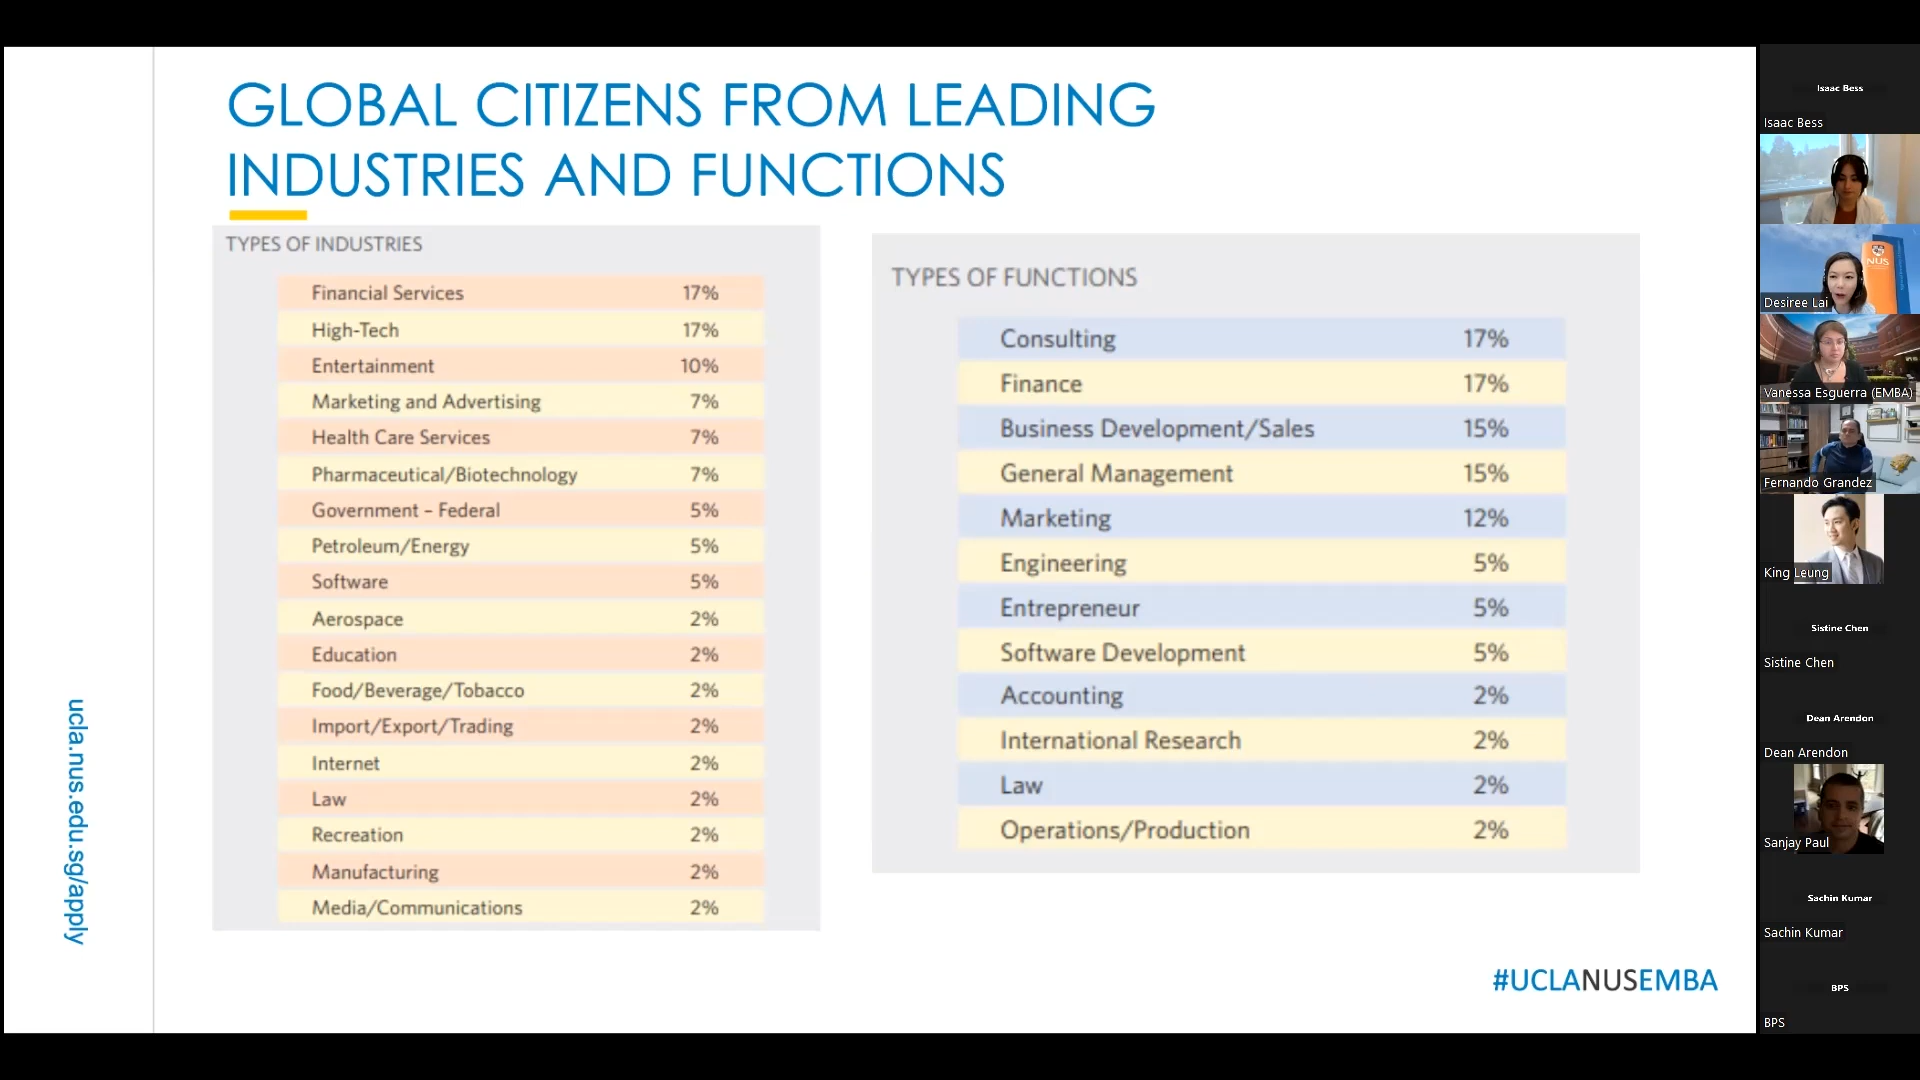 GLOBAL CITIZENS FROM LEADING
INDUSTRIES AND FUNCTIONS
TYPES OF INDUSTRIES
Financial Services 17%
High-Tech 17%
Entertainment 10%
Marketing and Advertising 7%
Health Care Services 7%
Pharmaceutical/Biotechnology 7%
Government – Federal 5%
Petroleum/Energy 5%
Software 5%
Aerospace 2%
Education 2%
Food/Beverage/Tobacco 2%
Import/Export/Trading 2%
Internet 2%
Law 2%
Recreation 2%
Manufacturing 2%
Media/Communications 2%
TYPES OF FUNCTIONS
Consulting 17%
Finance 17%
Business Development/Sales 15%
General Management 15%
Marketing 12%
Engineering 5%
Entrepreneur 5%
Software Development 5%
Accounting 2%
International Research 2%
Law 2%
Operations/Production 2%
ucla.nus.edu.sg/apply
#UCLANUSEMBA
Isaac Bess
Isaac Bess
NUS
Desiree Lai
Vanessa Esguerra (EMBA)
Fernando Grandez
King Leung
Sistine Chen
Sistine Chen
Dean Arendon
Dean Arendon
Sanjay Paul
Sachin Kumar
Sachin Kumar
BPS
BPS